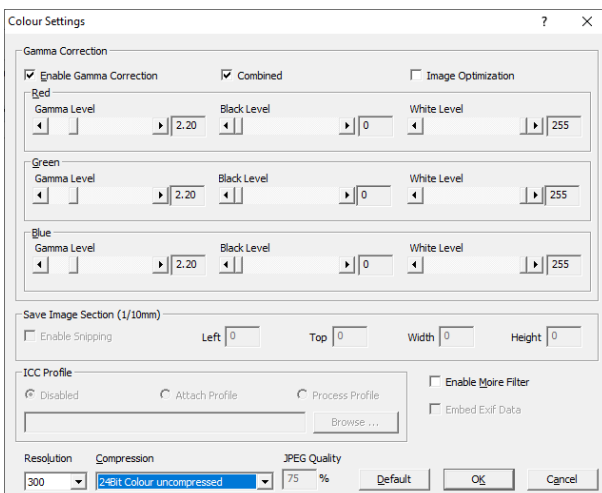 Colour Settings ? ×
Gamma Correction
Enable Gamma Correction Combined Image Optimization
Red
Gamma Level Black Level White Level
2.20 0 255
Green
Gamma Level Black Level White Level
2.20 0 255
Blue
Gamma Level Black Level White Level
2.20 0 255
Save Image Section (1/10mm)
Enable Snipping Left 0 Top 0 Width 0 Height 0
ICC Profile
Disabled Attach Profile Process Profile
Enable Moire Filter
Browse ...
Embed Exif Data
Resolution Compression JPEG Quality
300 24Bit Colour uncompressed 75 % Default OK Cancel